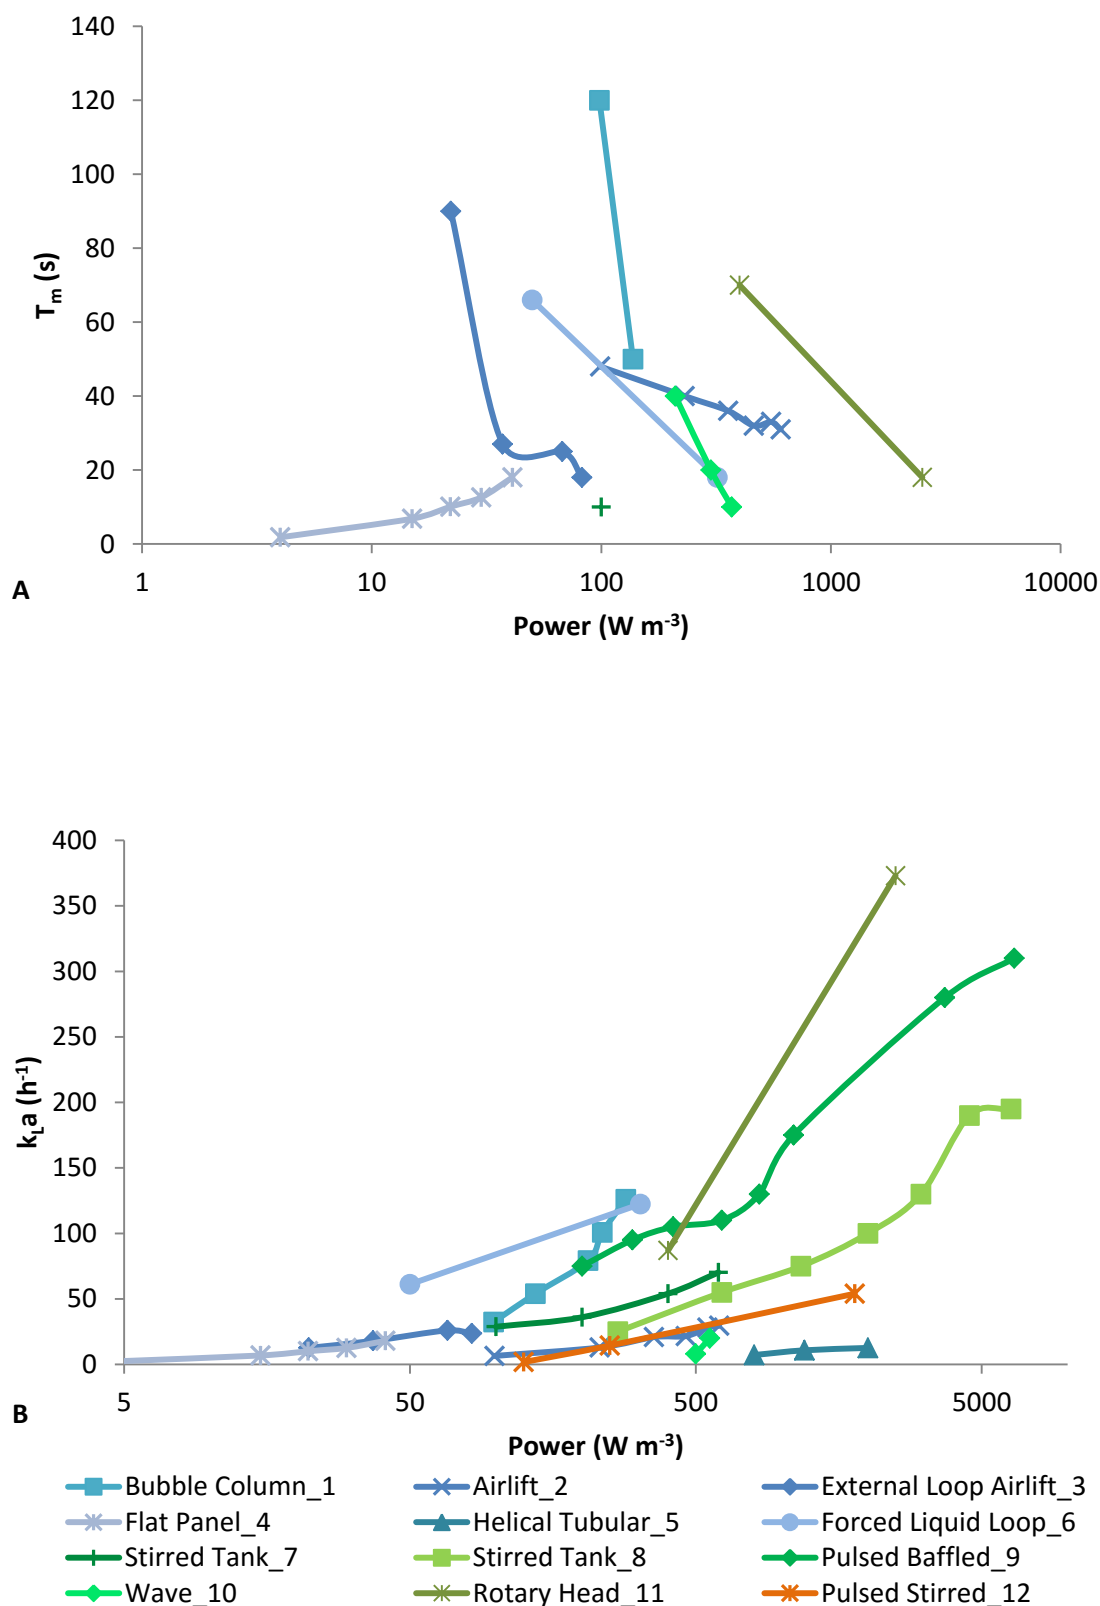 140
120
100
80
60
40
20
0
T_m (s)
1 10 100 1000 10000
A
Power (W m⁻³)
400
350
300
250
200
150
100
50
0
k_La (h⁻¹)
5 50 500 5000
B
Power (W m⁻³)
Bubble Column_1 Airlift_2 External Loop Airlift_3
Flat Panel_4 Helical Tubular_5 Forced Liquid Loop_6
Stirred Tank_7 Stirred Tank_8 Pulsed Baffled_9
Wave_10 Rotary Head_11 Pulsed Stirred_12